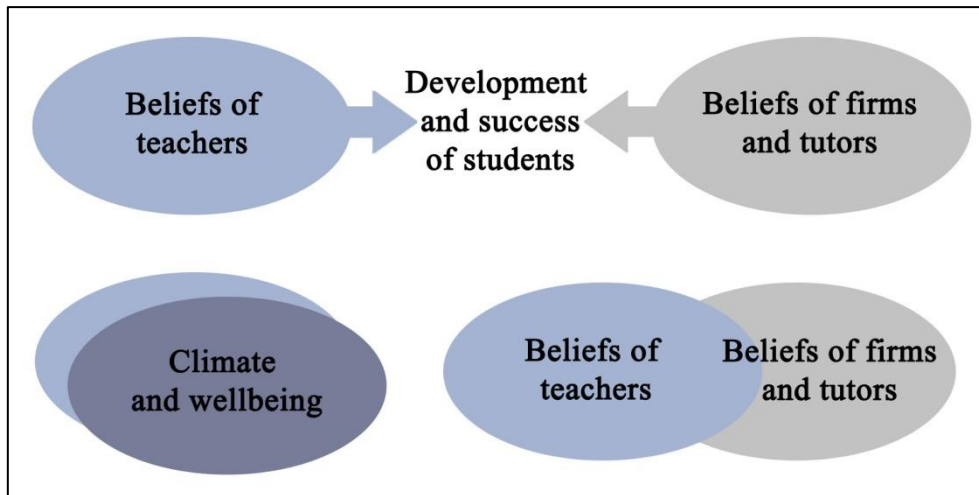 Beliefs of
teachers
Development
and success
of students
Beliefs of firms
and tutors
Climate
and wellbeing
Beliefs of
teachers
Beliefs of firms
and tutors